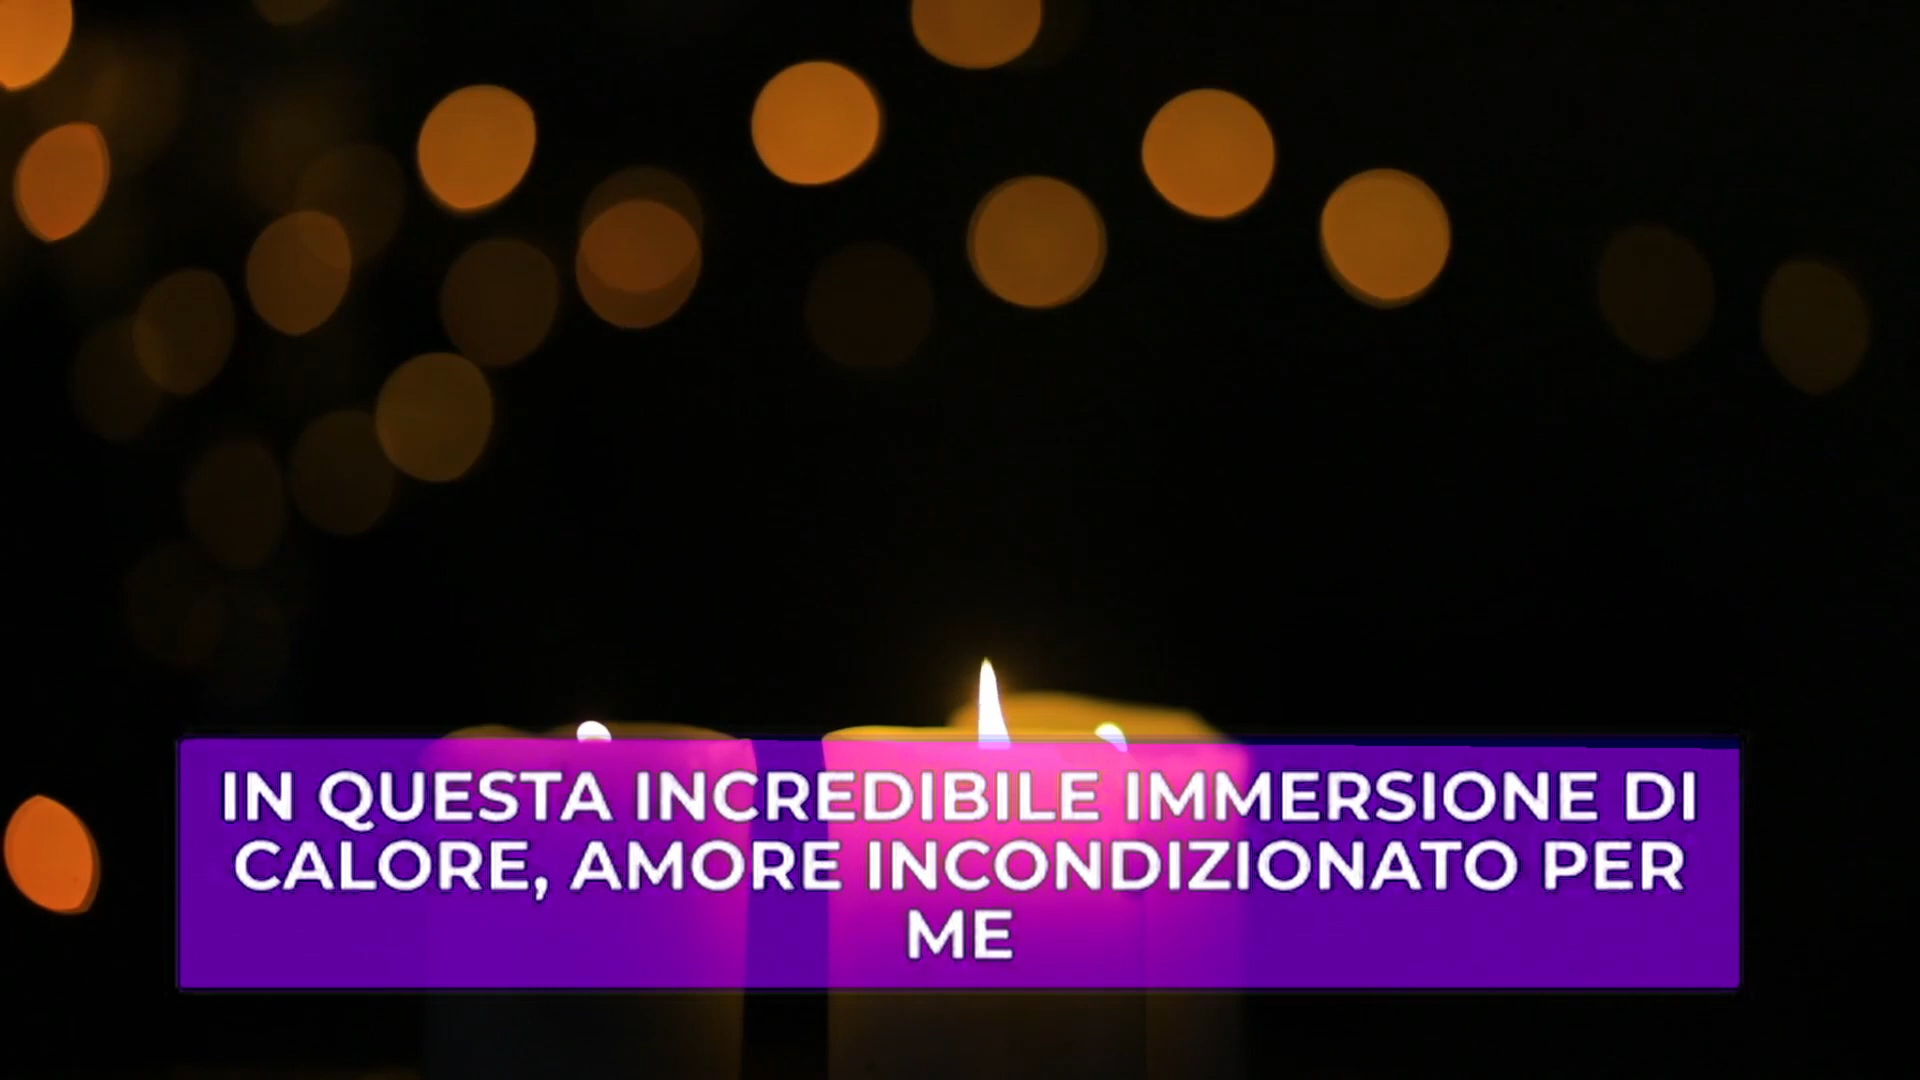 IN QUESTA INCREDIBILE IMMERSIONE DI
CALORE, AMORE INCONDIZIONATO PER
ME